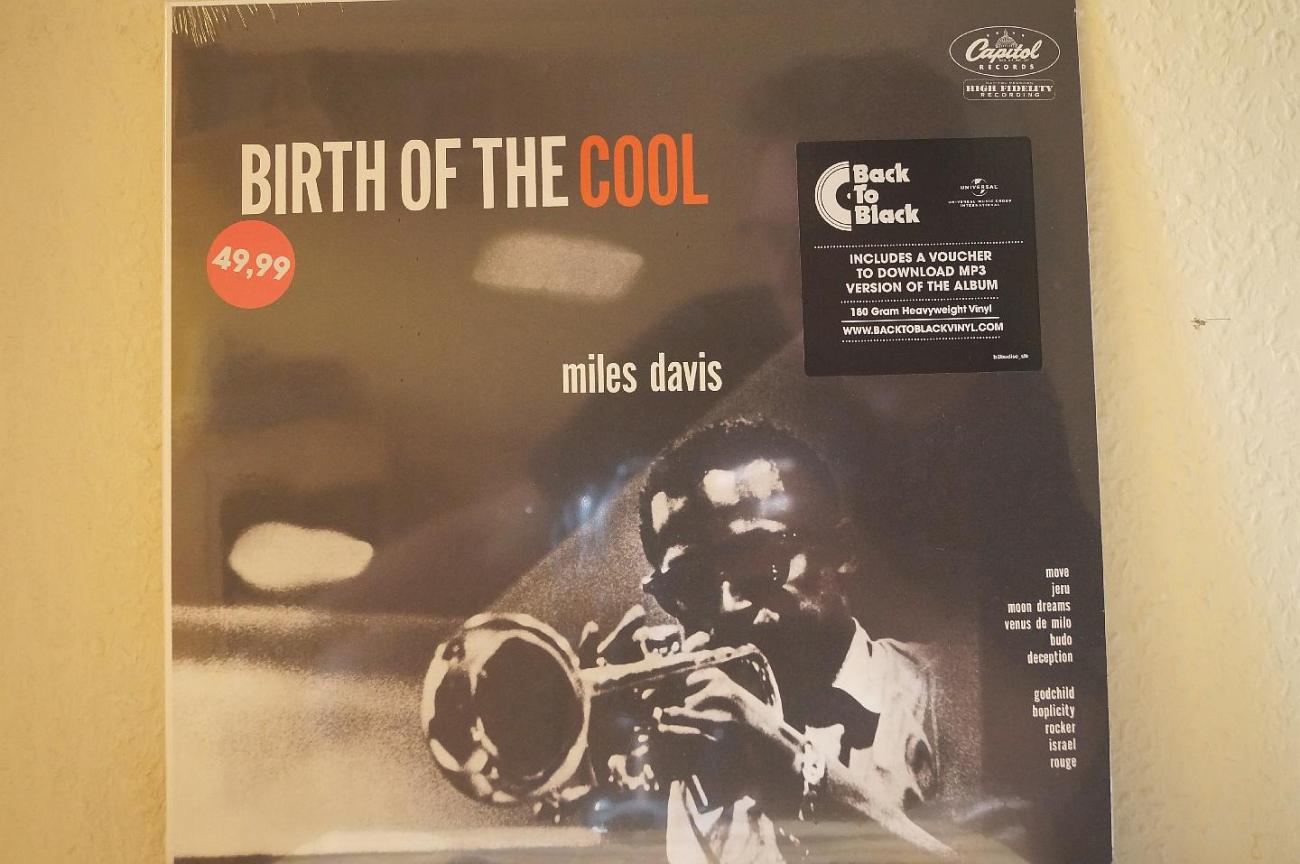 Capitol
RECORDS
HIGH FIDELITY
RECORDING
BIRTH OF THE COOL
49,99
Back
To
Black
UNIVERSAL
UNIVERSAL MUSIC GROUP
INTERNATIONAL
INCLUDES A VOUCHER
TO DOWNLOAD MP3
VERSION OF THE ALBUM
180 Gram Heavyweight Vinyl
WWW.BACKTOBLACKVINYL.COM
miles davis
move
jeru
moon dreams
venus de milo
budo
deception
godchild
boplicity
rocker
israel
rouge